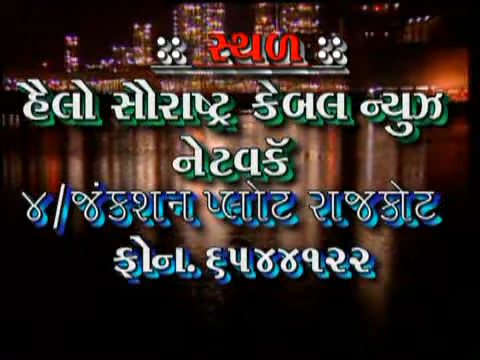 સ્થળ
હૈલો સૌરાષ્ટ્ર કેબલ ન્યુઝ
નેટવર્ક
૪/જંકશન પ્લોટ રાજકોટ
ફોન. ૬૫૪૪૧૨૨